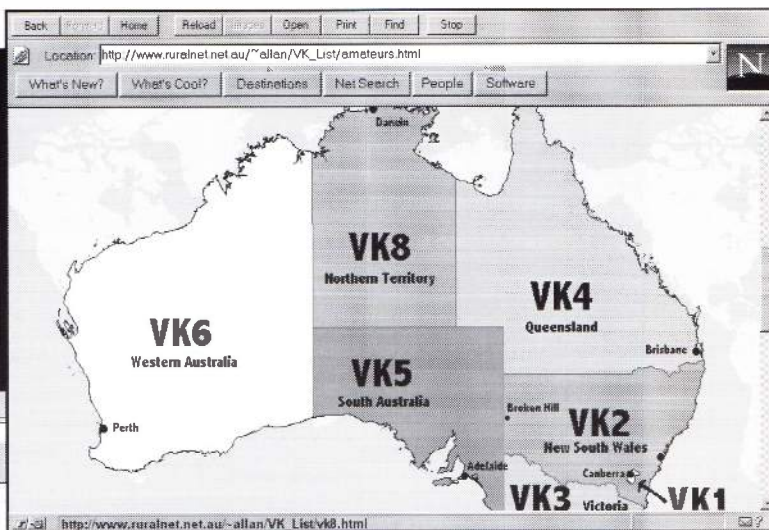 Back Home Reload Images Open Print Find Stop
Location: http://www.ruralnet.net.au/~allan/VK_List/amateurs.html
N
What's New? What's Cool? Destinations Net Search People Software
Darwin
VK8
Northern Territory
VK4
Queensland
VK6
Western Australia
Brisbane
VK5
South Australia
Broken Hill
VK2
New South Wales
Perth
Adelaide
Canberra
VK3 Victoria
VK1
http://www.ruralnet.net.au/~allan/VK_List/vk8.html